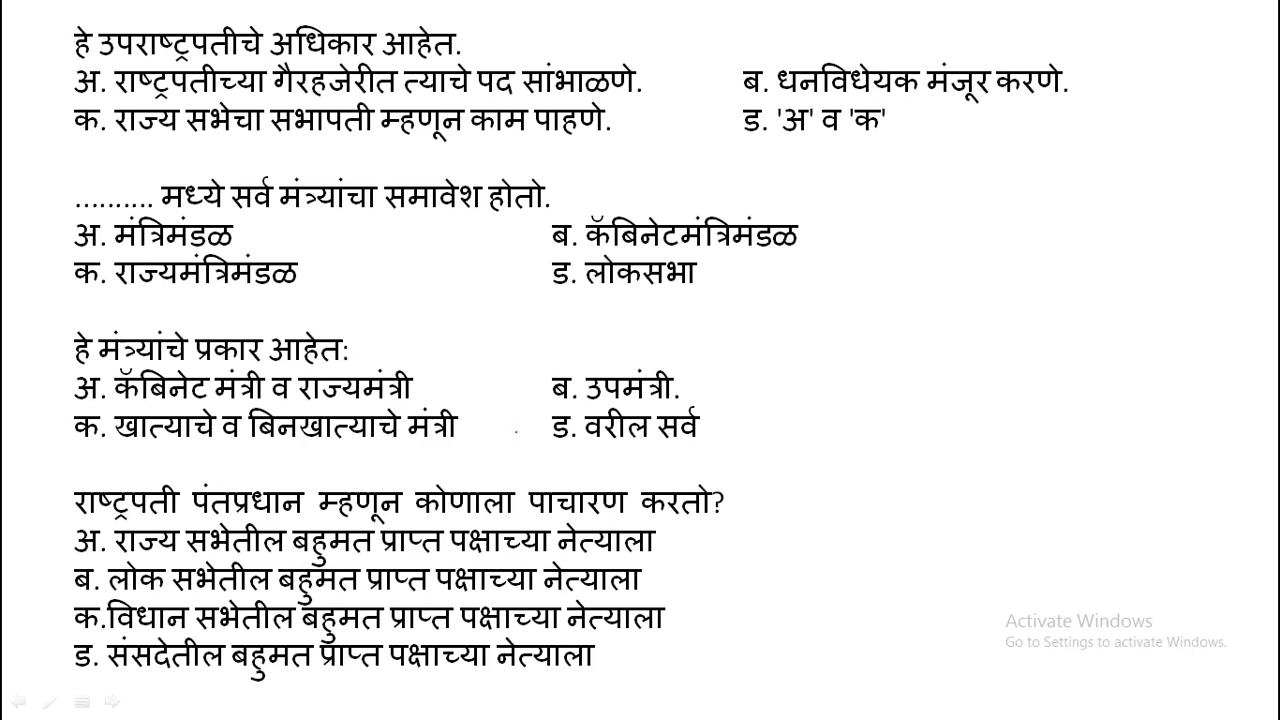 हे उपराष्ट्रपतीचे अधिकार आहेत.
अ. राष्ट्रपतीच्या गैरहजेरीत त्याचे पद सांभाळणे. ब. धनविधेयक मंजूर करणे.
क. राज्य सभेचा सभापती म्हणून काम पाहणे. ड. 'अ' व 'क'
.......... मध्ये सर्व मंत्र्यांचा समावेश होतो.
अ. मंत्रिमंडळ ब. कॅबिनेटमंत्रिमंडळ
क. राज्यमंत्रिमंडळ ड. लोकसभा
हे मंत्र्यांचे प्रकार आहेत:
अ. कॅबिनेट मंत्री व राज्यमंत्री ब. उपमंत्री.
क. खात्याचे व बिनखात्याचे मंत्री ड. वरील सर्व
राष्ट्रपती पंतप्रधान म्हणून कोणाला पाचारण करतो?
अ. राज्य सभेतील बहुमत प्राप्त पक्षाच्या नेत्याला
ब. लोक सभेतील बहुमत प्राप्त पक्षाच्या नेत्याला
क.विधान सभेतील बहुमत प्राप्त पक्षाच्या नेत्याला
ड. संसदेतील बहुमत प्राप्त पक्षाच्या नेत्याला
Activate Windows
Go to Settings to activate Windows.